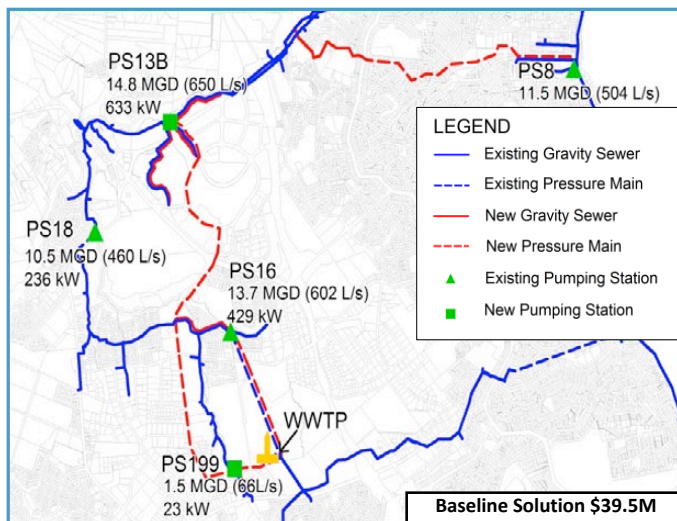 PS13B
14.8 MGD (650 L/s)
633 kW
PS8
11.5 MGD (504 L/s)
LEGEND
Existing Gravity Sewer
Existing Pressure Main
New Gravity Sewer
New Pressure Main
Existing Pumping Station
New Pumping Station
PS18
10.5 MGD (460 L/s)
236 kW
PS16
13.7 MGD (602 L/s)
429 kW
WWTP
PS199
1.5 MGD (66L/s)
23 kW
Baseline Solution $39.5M